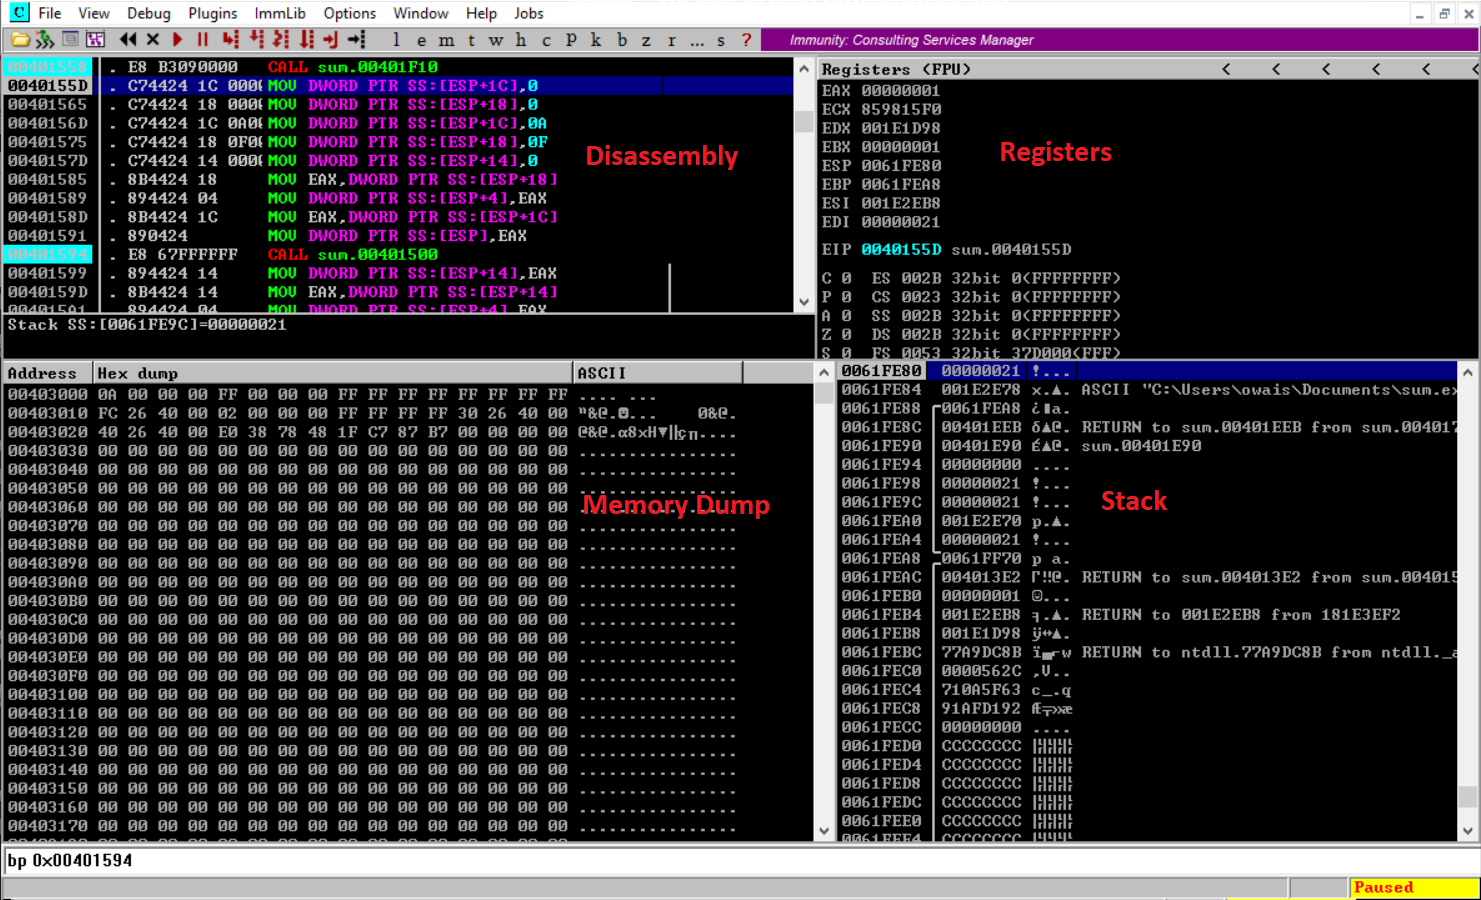 C File View Debug Plugins ImmLib Options Window Help Jobs
l e m t w h c P k b z r ... s ?
Immunity: Consulting Services Manager
00401558 . E8 B3090000 CALL sum.00401F10
0040155D . C74424 1C 0000 MOV DWORD PTR SS:[ESP+1C],0
00401565 . C74424 18 0000 MOV DWORD PTR SS:[ESP+18],0
0040156D . C74424 1C 0A00 MOV DWORD PTR SS:[ESP+1C],0A
00401575 . C74424 18 0F00 MOV DWORD PTR SS:[ESP+18],0F
0040157D . C74424 14 0000 MOV DWORD PTR SS:[ESP+14],0
00401585 . 8B4424 18 MOV EAX,DWORD PTR SS:[ESP+18]
00401589 . 894424 04 MOV DWORD PTR SS:[ESP+4],EAX
0040158D . 8B4424 1C MOV EAX,DWORD PTR SS:[ESP+1C]
00401591 . 890424 MOV DWORD PTR SS:[ESP],EAX
00401594 . E8 67FFFFFF CALL sum.00401500
00401599 . 894424 14 MOV DWORD PTR SS:[ESP+14],EAX
0040159D . 8B4424 14 MOV EAX,DWORD PTR SS:[ESP+14]
004015A1 . 894424 04 MOV DWORD PTR SS:[ESP+4],EAX
Disassembly
Stack SS:[0061FE9C]=00000021
Registers (FPU) < < < < < <
EAX 00000001
ECX 859815F0
EDX 001E1D98
EBX 00000001
ESP 0061FE80
EBP 0061FEA8
ESI 001E2EB8
EDI 00000021
EIP 0040155D sum.0040155D
C 0 ES 002B 32bit 0(FFFFFFFF)
P 0 CS 0023 32bit 0(FFFFFFFF)
A 0 SS 002B 32bit 0(FFFFFFFF)
Z 0 DS 002B 32bit 0(FFFFFFFF)
S 0 FS 0053 32bit 37D000(FFF)
Registers
Address Hex dump ASCII
00403000 0A 00 00 00 FF 00 00 00 FF FF FF FF FF FF FF FF .... ...
00403010 FC 26 40 00 02 00 00 00 FF FF FF FF 30 26 40 00 ⁿ&@.☻... 0&@.
00403020 40 26 40 00 E0 38 78 48 1F C7 87 B7 00 00 00 00 @&@.α8xH▼╟ç╖....
00403030 00 00 00 00 00 00 00 00 00 00 00 00 00 00 00 00 ................
00403040 00 00 00 00 00 00 00 00 00 00 00 00 00 00 00 00 ................
00403050 00 00 00 00 00 00 00 00 00 00 00 00 00 00 00 00 ................
00403060 00 00 00 00 00 00 00 00 00 00 00 00 00 00 00 00 ................
00403070 00 00 00 00 00 00 00 00 00 00 00 00 00 00 00 00 ................
00403080 00 00 00 00 00 00 00 00 00 00 00 00 00 00 00 00 ................
00403090 00 00 00 00 00 00 00 00 00 00 00 00 00 00 00 00 ................
004030A0 00 00 00 00 00 00 00 00 00 00 00 00 00 00 00 00 ................
004030B0 00 00 00 00 00 00 00 00 00 00 00 00 00 00 00 00 ................
004030C0 00 00 00 00 00 00 00 00 00 00 00 00 00 00 00 00 ................
004030D0 00 00 00 00 00 00 00 00 00 00 00 00 00 00 00 00 ................
004030E0 00 00 00 00 00 00 00 00 00 00 00 00 00 00 00 00 ................
004030F0 00 00 00 00 00 00 00 00 00 00 00 00 00 00 00 00 ................
00403100 00 00 00 00 00 00 00 00 00 00 00 00 00 00 00 00 ................
00403110 00 00 00 00 00 00 00 00 00 00 00 00 00 00 00 00 ................
00403120 00 00 00 00 00 00 00 00 00 00 00 00 00 00 00 00 ................
00403130 00 00 00 00 00 00 00 00 00 00 00 00 00 00 00 00 ................
00403140 00 00 00 00 00 00 00 00 00 00 00 00 00 00 00 00 ................
00403150 00 00 00 00 00 00 00 00 00 00 00 00 00 00 00 00 ................
00403160 00 00 00 00 00 00 00 00 00 00 00 00 00 00 00 00 ................
00403170 00 00 00 00 00 00 00 00 00 00 00 00 00 00 00 00 ................
Memory Dump
0061FE80 00000021 !...
0061FE84 001E2E78 x.▲. ASCII "C:\Users\owais\Documents\sum.ex
0061FE88 0061FEA8 ¿■a.
0061FE8C 00401EEB δ▲@. RETURN to sum.00401EEB from sum.004017
0061FE90 00401E90 É▲@. sum.00401E90
0061FE94 00000000 ....
0061FE98 00000021 !...
0061FE9C 00000021 !...
0061FEA0 001E2E70 p.▲.
0061FEA4 00000021 !...
0061FEA8 0061FF70 p a.
0061FEAC 004013E2 Γ‼@. RETURN to sum.004013E2 from sum.004015
0061FEB0 00000001 ☺...
0061FEB4 001E2EB8 ╕.▲. RETURN to 001E2EB8 from 181E3EF2
0061FEB8 001E1D98 ÿ↔▲.
0061FEBC 77A9DC8B ï▄⌐w RETURN to ntdll.77A9DC8B from ntdll._a
0061FEC0 0000562C ,V..
0061FEC4 710A5F63 c_.q
0061FEC8 91AFD192 Æ╤»æ
0061FECC 00000000 ....
0061FED0 CCCCCCCC ╠╠╠╠
0061FED4 CCCCCCCC ╠╠╠╠
0061FED8 CCCCCCCC ╠╠╠╠
0061FEDC CCCCCCCC ╠╠╠╠
0061FEE0 CCCCCCCC ╠╠╠╠
0061FEE4 CCCCCCCC ╠╠╠╠
Stack
bp 0x00401594
Paused